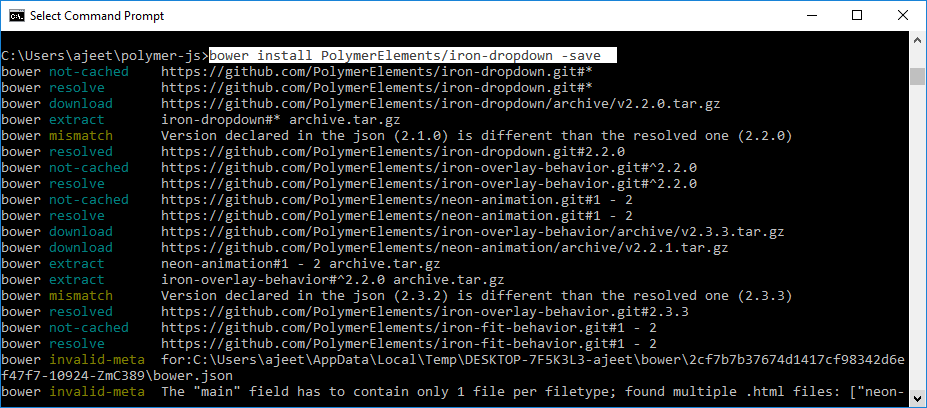 Select Command Prompt
C:\Users\ajeet\polymer-js>bower install PolymerElements/iron-dropdown -save
bower not-cached https://github.com/PolymerElements/iron-dropdown.git#*
bower resolve https://github.com/PolymerElements/iron-dropdown.git#*
bower download https://github.com/PolymerElements/iron-dropdown/archive/v2.2.0.tar.gz
bower extract iron-dropdown#* archive.tar.gz
bower mismatch Version declared in the json (2.1.0) is different than the resolved one (2.2.0)
bower resolved https://github.com/PolymerElements/iron-dropdown.git#2.2.0
bower not-cached https://github.com/PolymerElements/iron-overlay-behavior.git#^2.2.0
bower resolve https://github.com/PolymerElements/iron-overlay-behavior.git#^2.2.0
bower not-cached https://github.com/PolymerElements/neon-animation.git#1 - 2
bower resolve https://github.com/PolymerElements/neon-animation.git#1 - 2
bower download https://github.com/PolymerElements/iron-overlay-behavior/archive/v2.3.3.tar.gz
bower download https://github.com/PolymerElements/neon-animation/archive/v2.2.1.tar.gz
bower extract neon-animation#1 - 2 archive.tar.gz
bower extract iron-overlay-behavior#^2.2.0 archive.tar.gz
bower mismatch Version declared in the json (2.3.2) is different than the resolved one (2.3.3)
bower resolved https://github.com/PolymerElements/iron-overlay-behavior.git#2.3.3
bower not-cached https://github.com/PolymerElements/iron-fit-behavior.git#1 - 2
bower resolve https://github.com/PolymerElements/iron-fit-behavior.git#1 - 2
bower invalid-meta for:C:\Users\ajeet\AppData\Local\Temp\DESKTOP-7F5K3L3-ajeet\bower\2cf7b7b37674d1417cf98342d6e
f47f7-10924-ZmC389\bower.json
bower invalid-meta The "main" field has to contain only 1 file per filetype; found multiple .html files: ["neon-